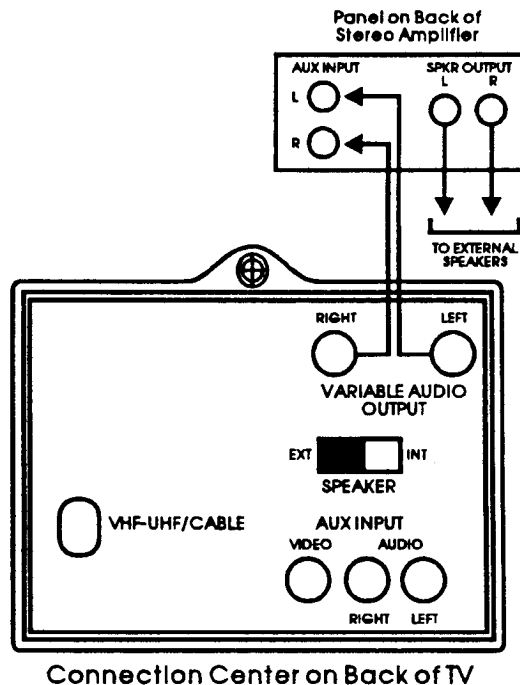 Panel on Back of
Stereo Amplifier
AUX INPUT
SPKR OUTPUT
L R
L
R
TO EXTERNAL
SPEAKERS
RIGHT LEFT
VARIABLE AUDIO
OUTPUT
EXT INT
SPEAKER
VHF-UHF/CABLE
AUX INPUT
VIDEO AUDIO
RIGHT LEFT
Connection Center on Back of TV